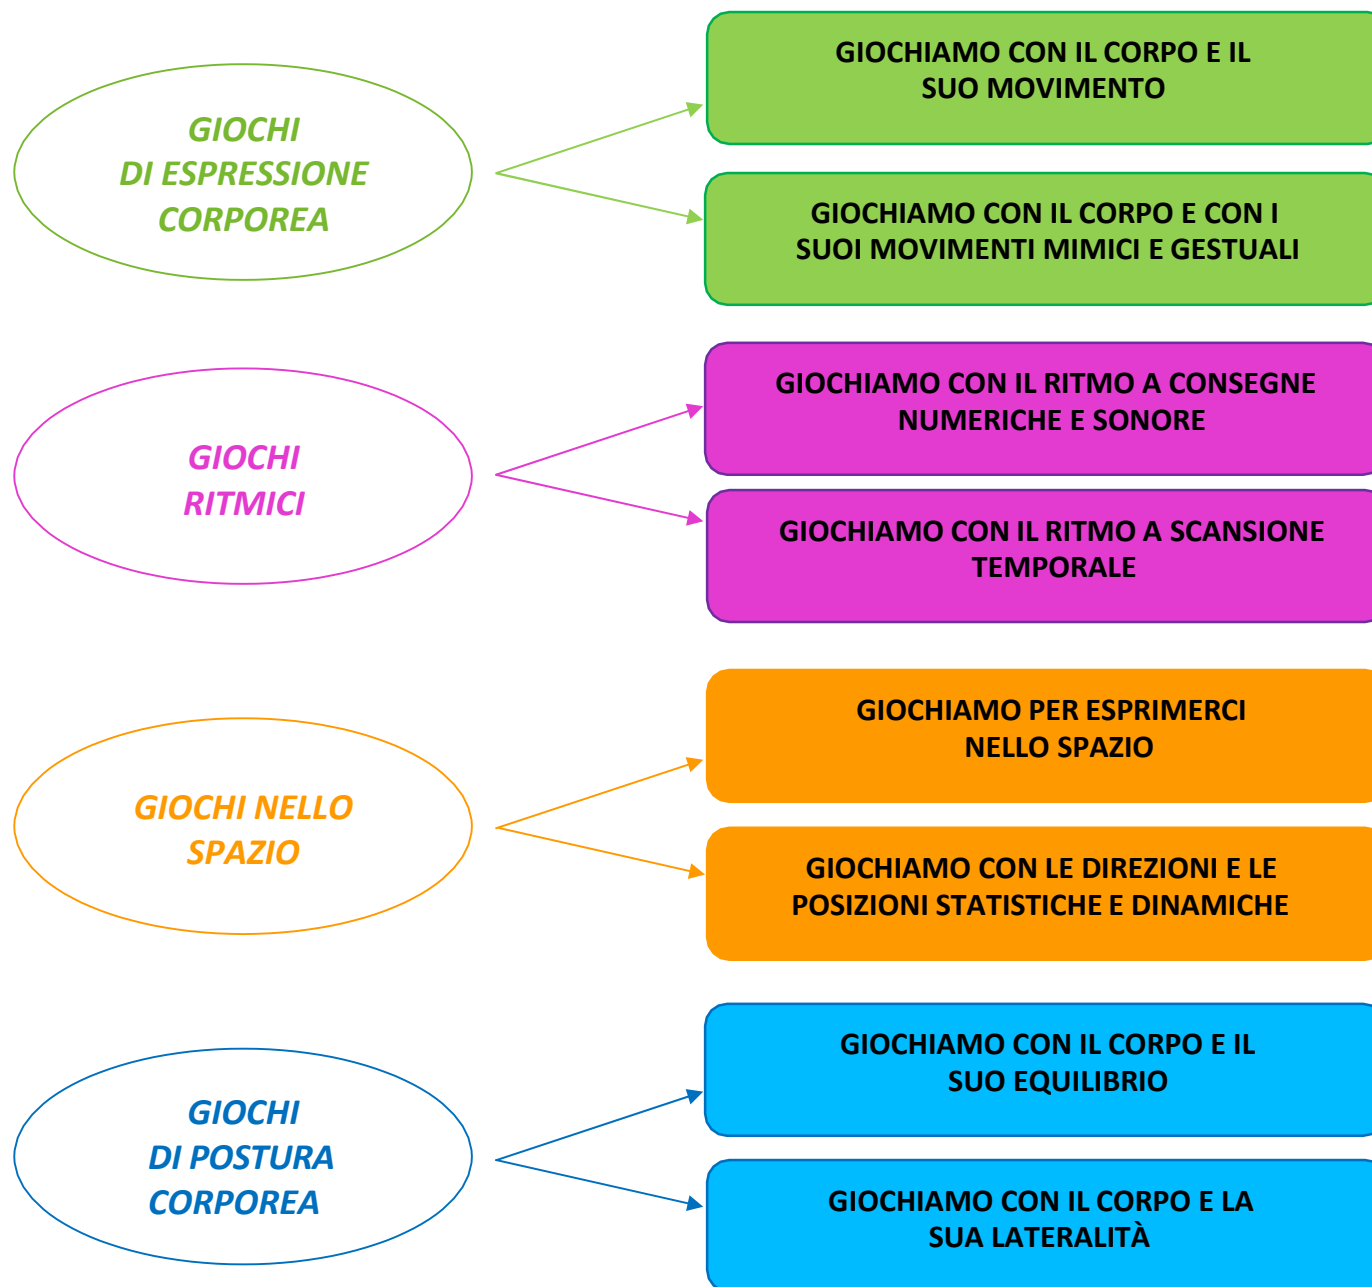 GIOCHI
DI ESPRESSIONE
CORPOREA
GIOCHIAMO CON IL CORPO E IL
SUO MOVIMENTO
GIOCHIAMO CON IL CORPO E CON I
SUOI MOVIMENTI MIMICI E GESTUALI
GIOCHI
RITMICI
GIOCHIAMO CON IL RITMO A CONSEGNE
NUMERICHE E SONORE
GIOCHIAMO CON IL RITMO A SCANSIONE
TEMPORALE
GIOCHI NELLO
SPAZIO
GIOCHIAMO PER ESPRIMERCI
NELLO SPAZIO
GIOCHIAMO CON LE DIREZIONI E LE
POSIZIONI STATISTICHE E DINAMICHE
GIOCHI
DI POSTURA
CORPOREA
GIOCHIAMO CON IL CORPO E IL
SUO EQUILIBRIO
GIOCHIAMO CON IL CORPO E LA
SUA LATERALITÀ